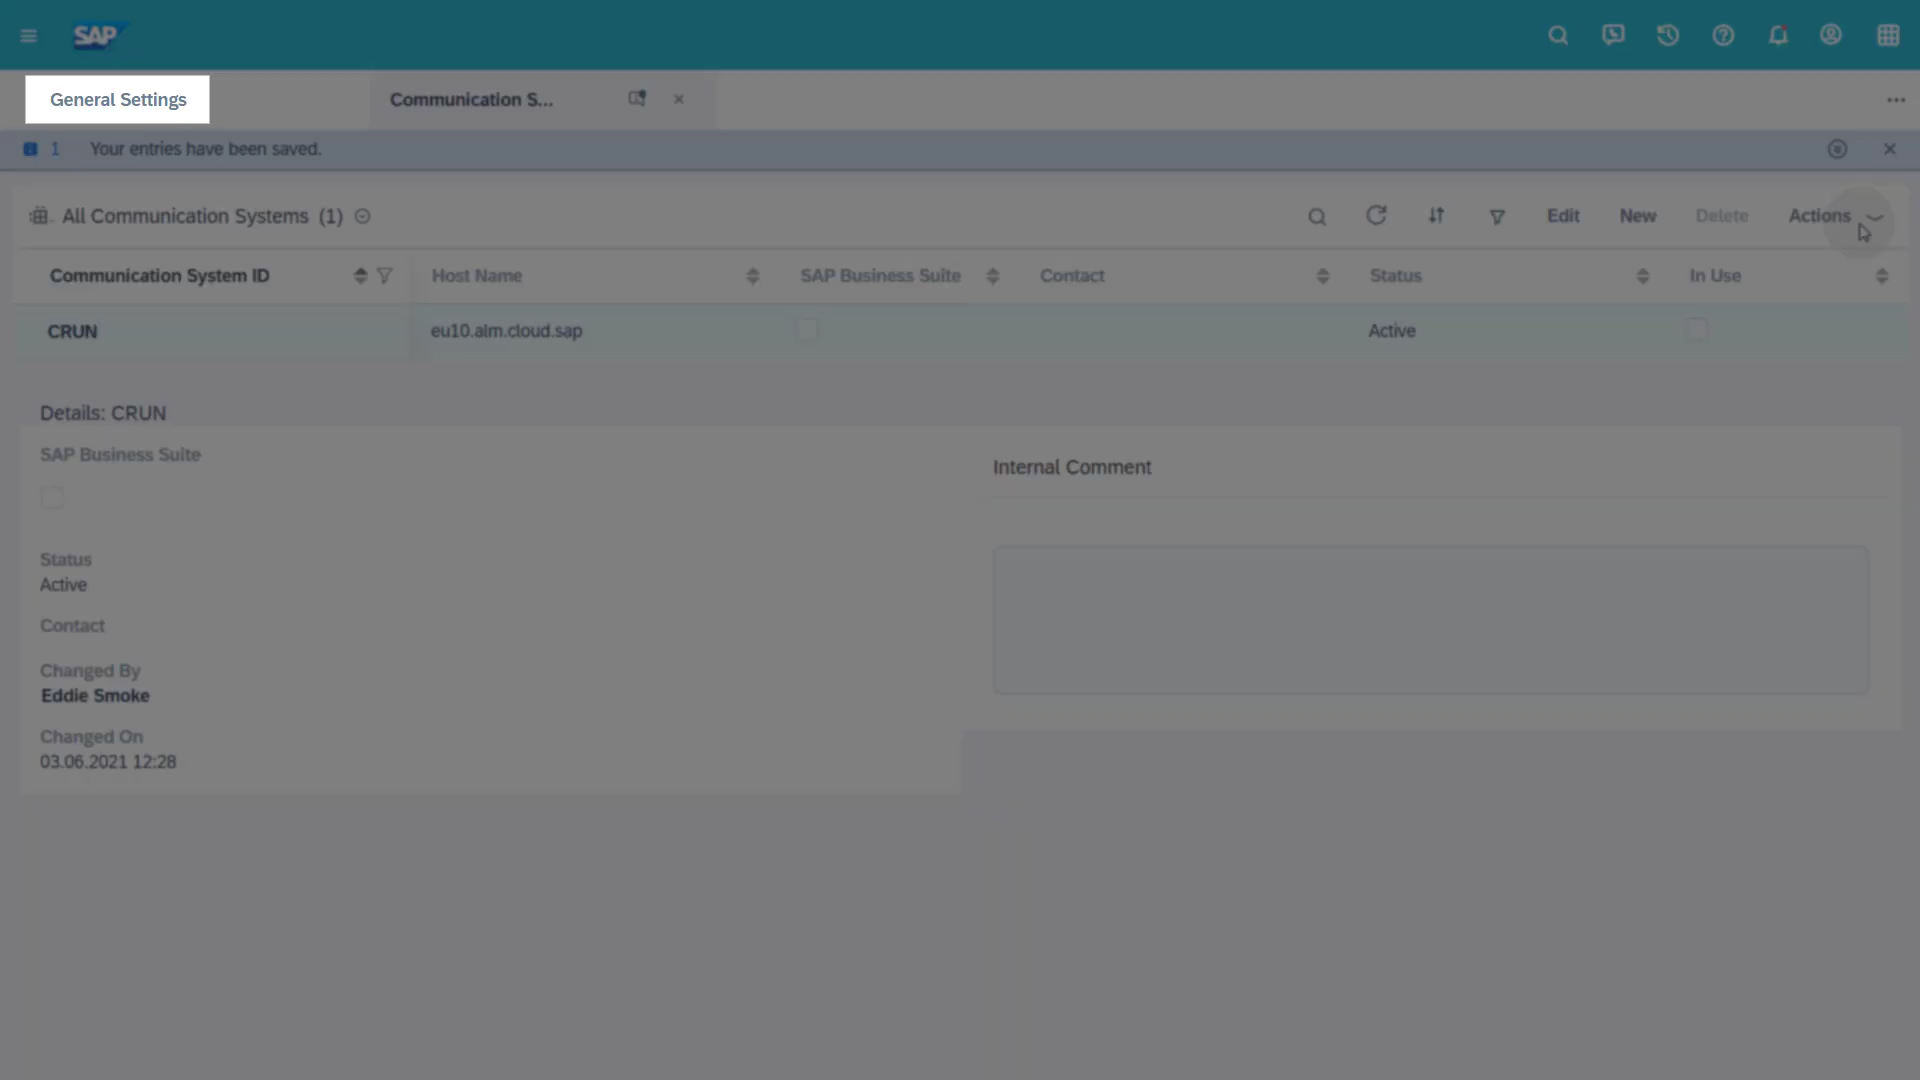 SAP
General Settings
Communication S...
1 Your entries have been saved.
All Communication Systems (1)
Edit New Delete Actions
Communication System ID Host Name SAP Business Suite Contact Status In Use
CRUN eu10.alm.cloud.sap Active
Details: CRUN
SAP Business Suite
Internal Comment
Status
Active
Contact
Changed By
Eddie Smoke
Changed On
03.06.2021 12:28